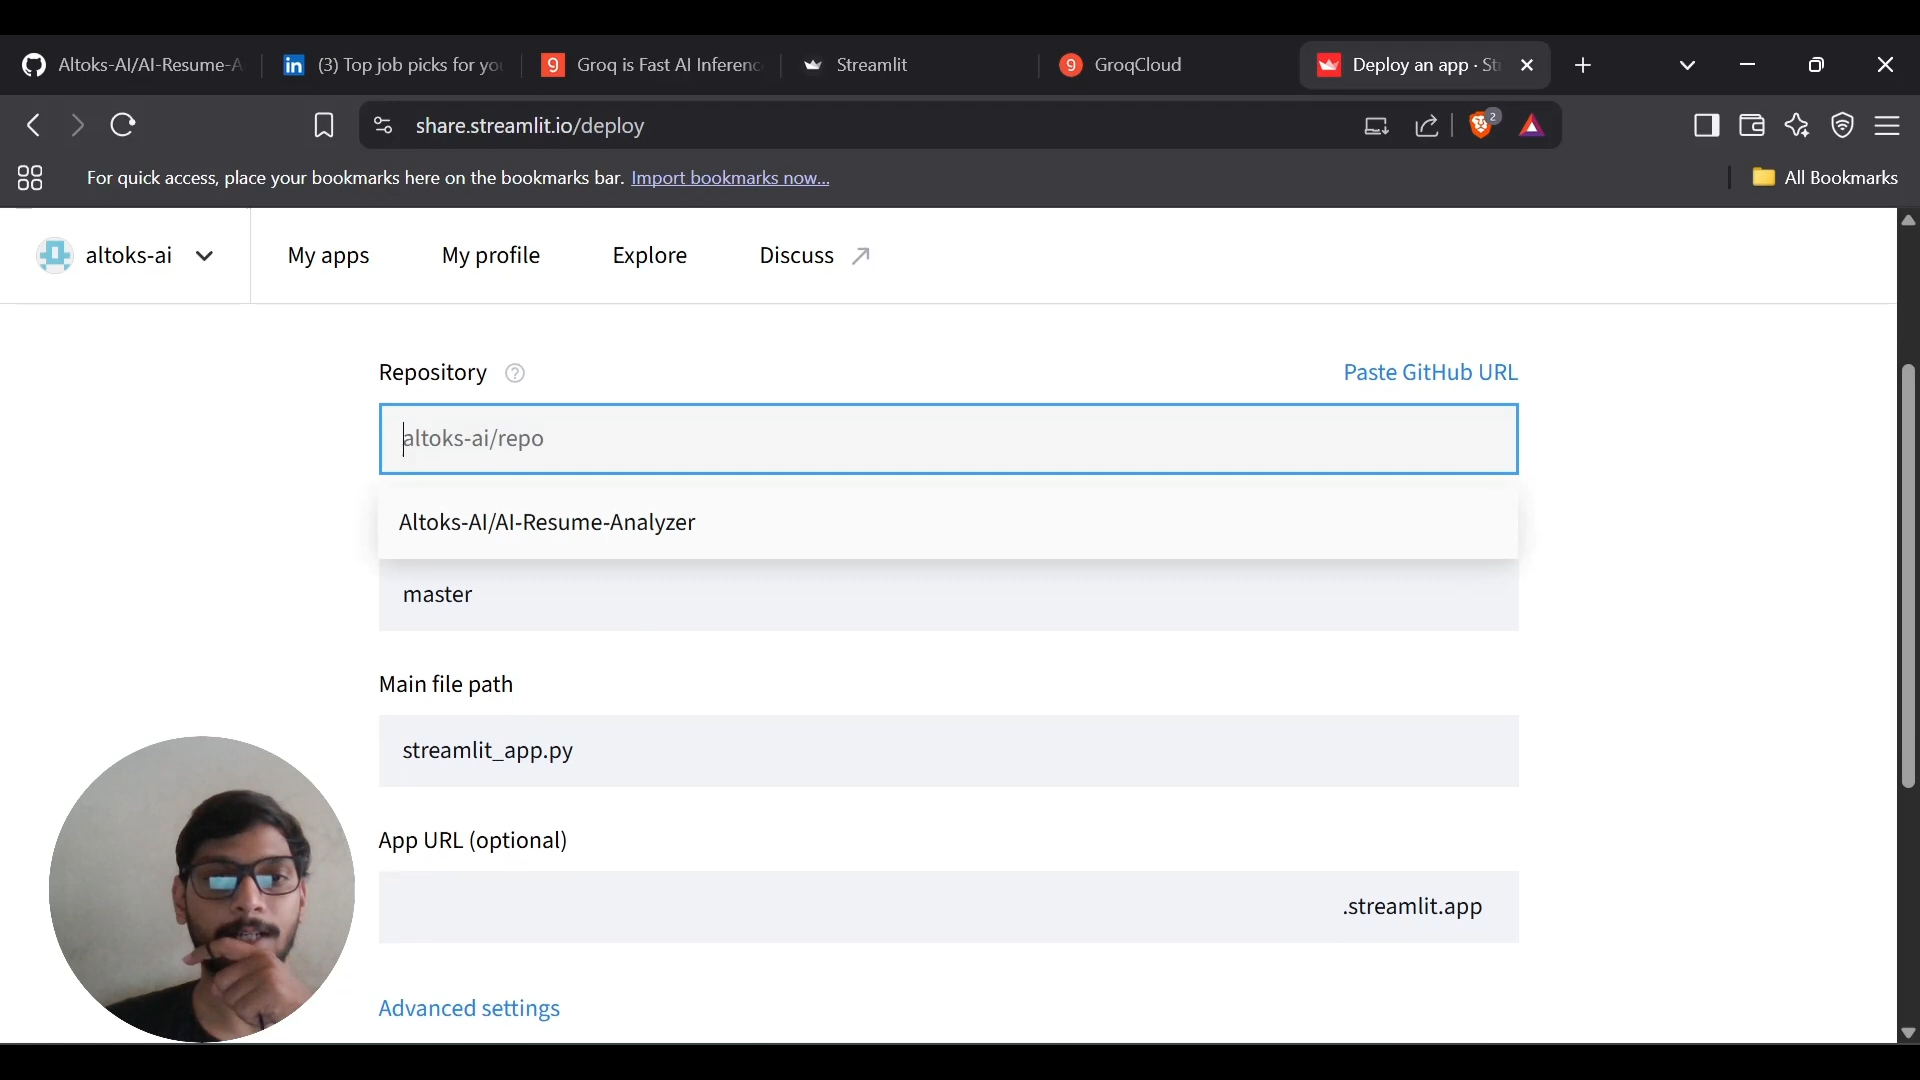 Altoks-AI/AI-Resume-A
(3) Top job picks for yo
Groq is Fast AI Inferenc
Streamlit
GroqCloud
Deploy an app · St
share.streamlit.io/deploy
2
For quick access, place your bookmarks here on the bookmarks bar. Import bookmarks now...
All Bookmarks
altoks-ai
My apps
My profile
Explore
Discuss
Repository
Paste GitHub URL
altoks-ai/repo
Altoks-AI/AI-Resume-Analyzer
master
Main file path
streamlit_app.py
App URL (optional)
.streamlit.app
Advanced settings